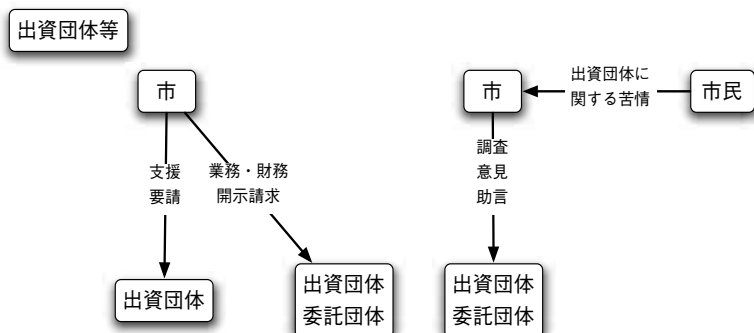 出資団体等
市
支援
要請
業務・財務
開示請求
出資団体
出資団体
委託団体
市
出資団体に
関する苦情
市民
調査
意見
助言
出資団体
委託団体